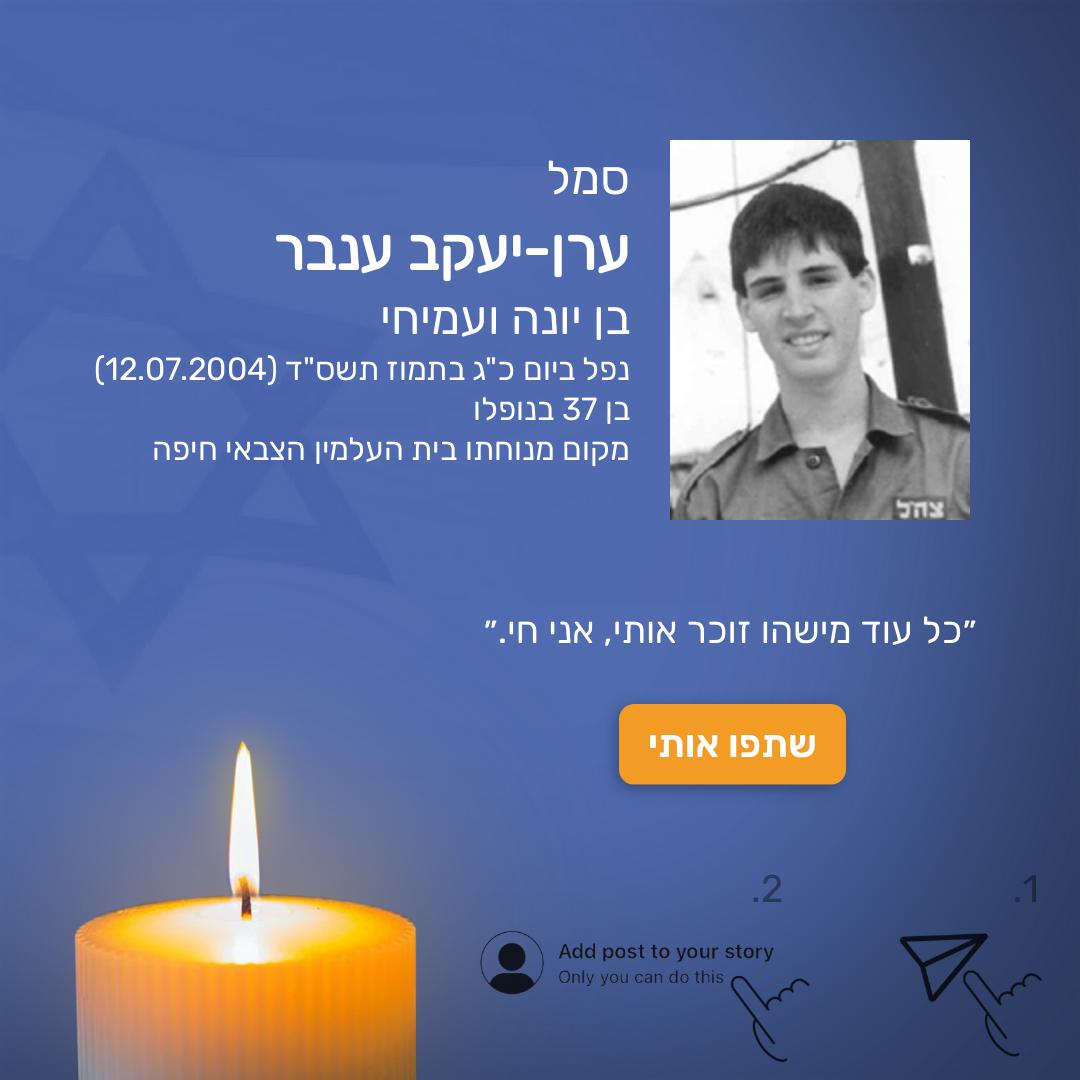 סמל
ערן-יעקב ענבר
בן יונה ועמיחי
נפל ביום כ"ג בתמוז תשס"ד (12.07.2004)
בן 37 בנופלו
מקום מנוחתו בית העלמין הצבאי חיפה
צהל
״כל עוד מישהו זוכר אותי, אני חי.״
שתפו אותי
1.
2.
Add post to your story
Only you can do this